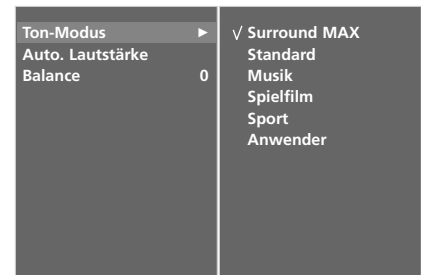 Ton-Modus ►
Auto. Lautstärke
Balance 0
√ Surround MAX
Standard
Musik
Spielfilm
Sport
Anwender